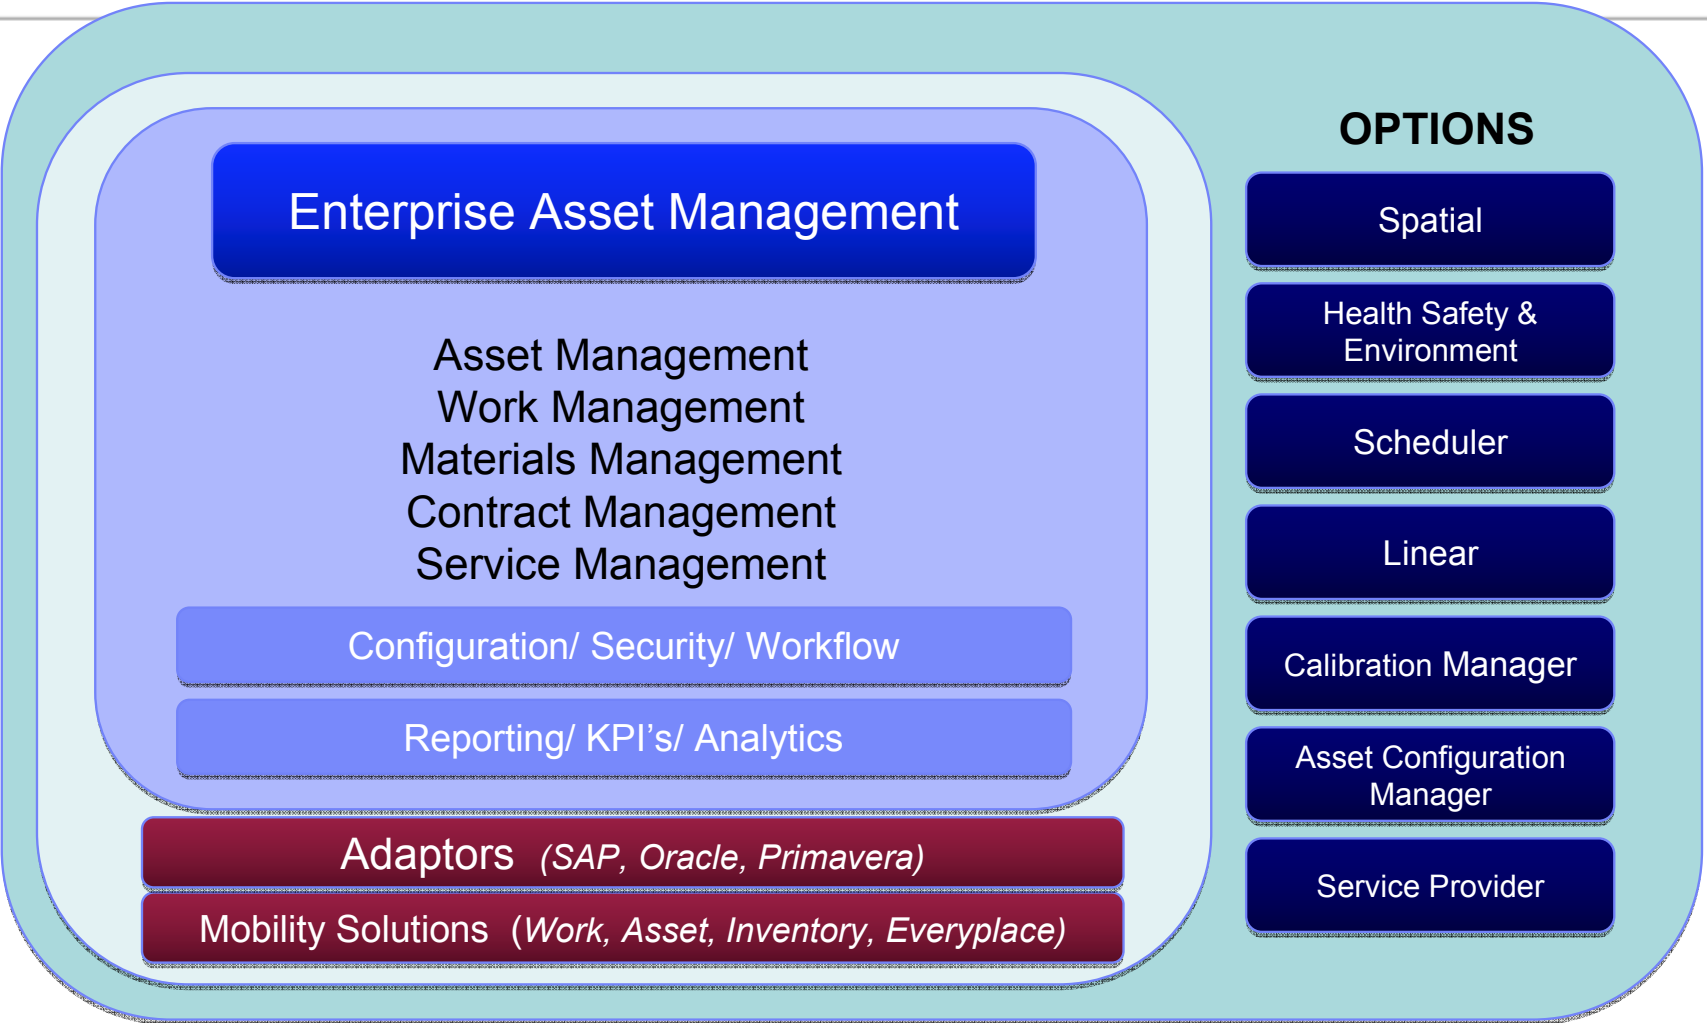 Enterprise Asset Management
Asset Management
Work Management
Materials Management
Contract Management
Service Management
Configuration/ Security/ Workflow
Reporting/ KPI’s/ Analytics
Adaptors (SAP, Oracle, Primavera)
Mobility Solutions (Work, Asset, Inventory, Everyplace)
OPTIONS
Spatial
Health Safety &
Environment
Scheduler
Linear
Calibration Manager
Asset Configuration
Manager
Service Provider